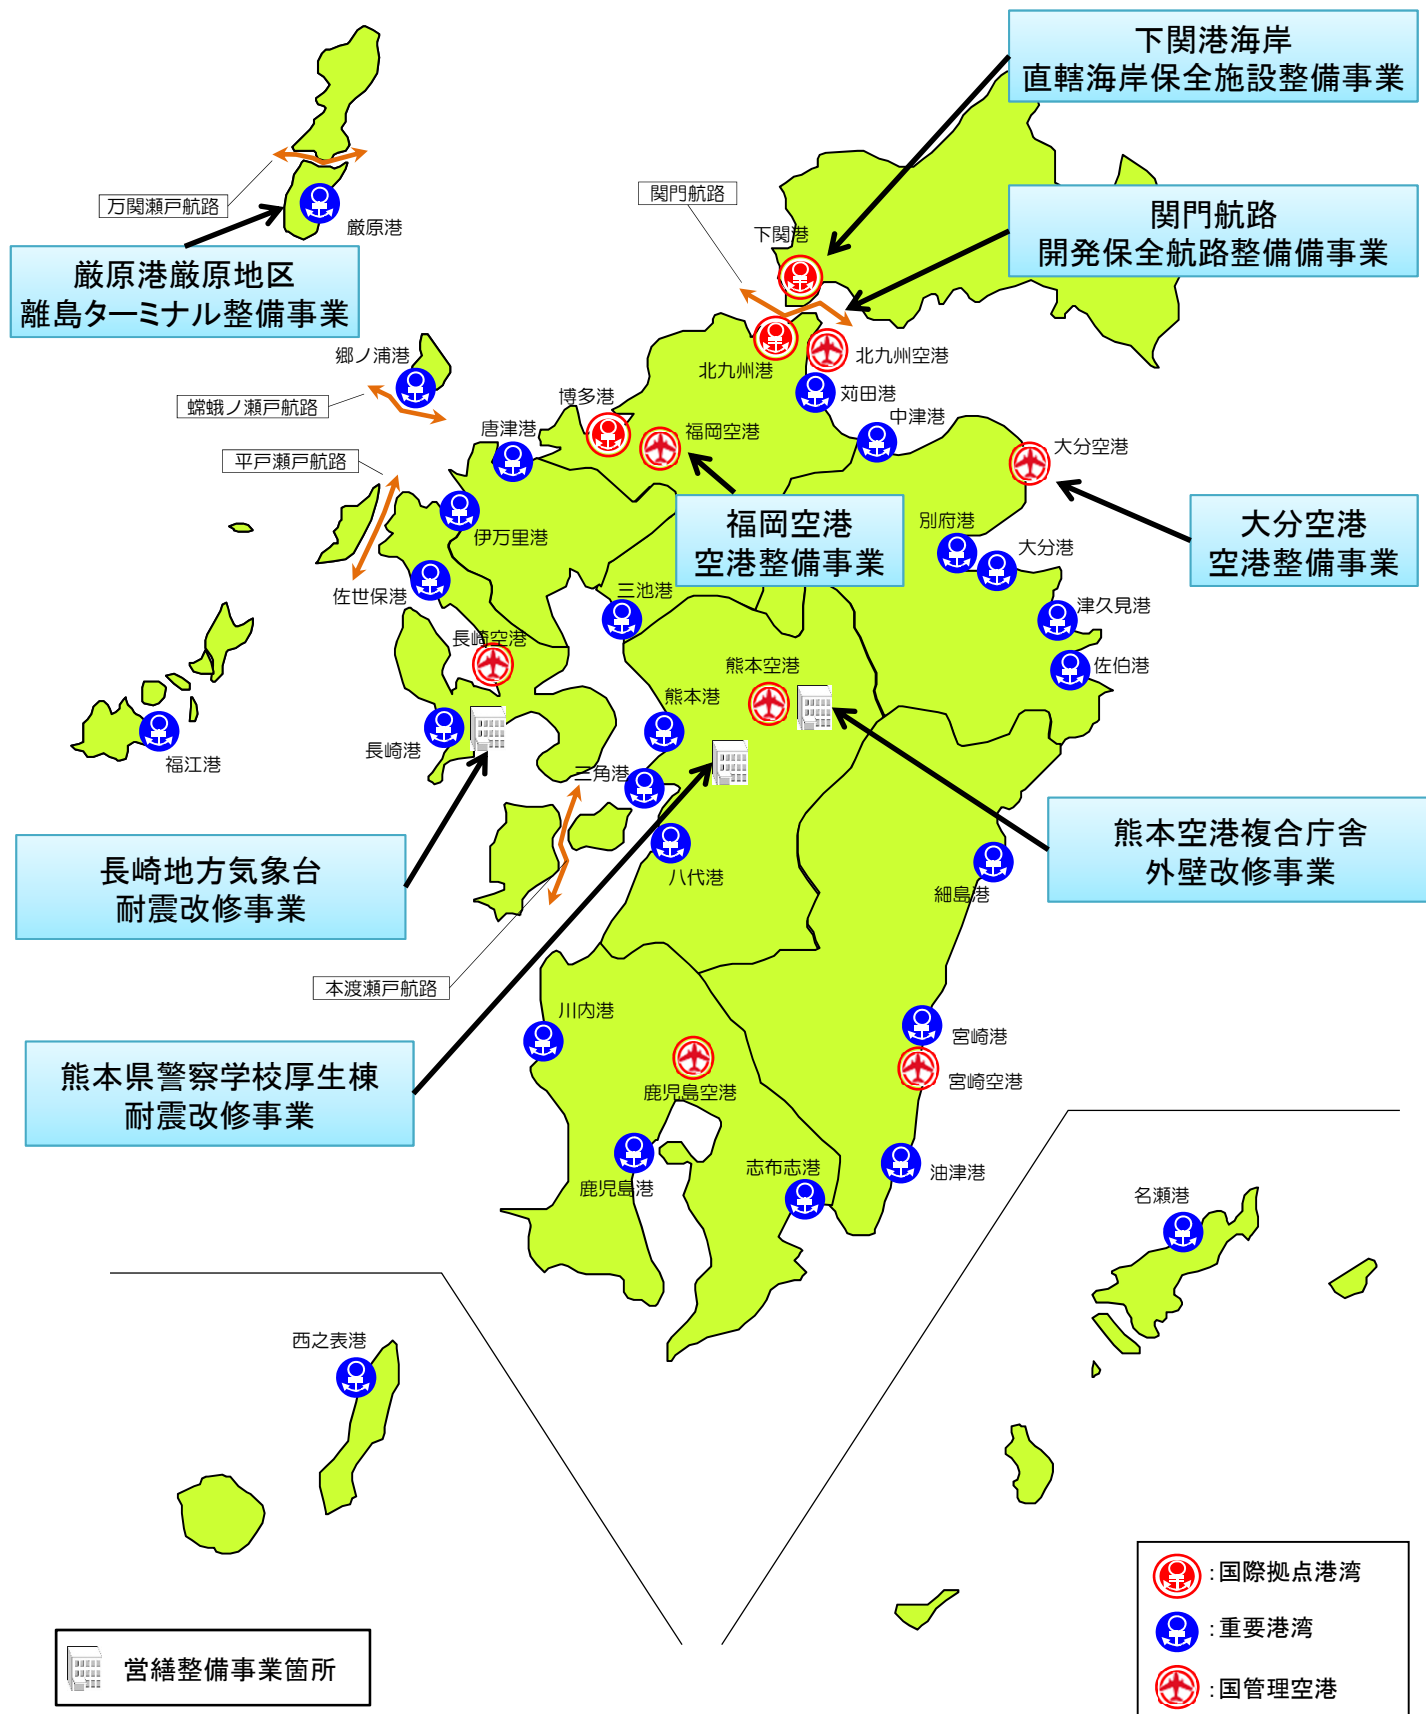 下関港海岸
直轄海岸保全施設整備事業
関門航路
下関港
関門航路
開発保全航路整備備事業
万関瀬戸航路
厳原港
厳原港厳原地区
離島ターミナル整備事業
郷ノ浦港
蟐蛾ノ瀬戸航路
平戸瀬戸航路
唐津港
博多港
福岡空港
北九州港
北九州空港
苅田港
中津港
大分空港
福岡空港
空港整備事業
大分空港
空港整備事業
伊万里港
佐世保港
三池港
別府港
大分港
津久見港
佐伯港
長崎空港
熊本空港
熊本港
福江港
長崎港
三角港
八代港
細島港
熊本空港複合庁舎
外壁改修事業
長崎地方気象台
耐震改修事業
本渡瀬戸航路
川内港
宮崎港
宮崎空港
熊本県警察学校厚生棟
耐震改修事業
鹿児島空港
鹿児島港
志布志港
油津港
名瀬港
西之表港
営繕整備事業箇所
:国際拠点港湾
:重要港湾
:国管理空港